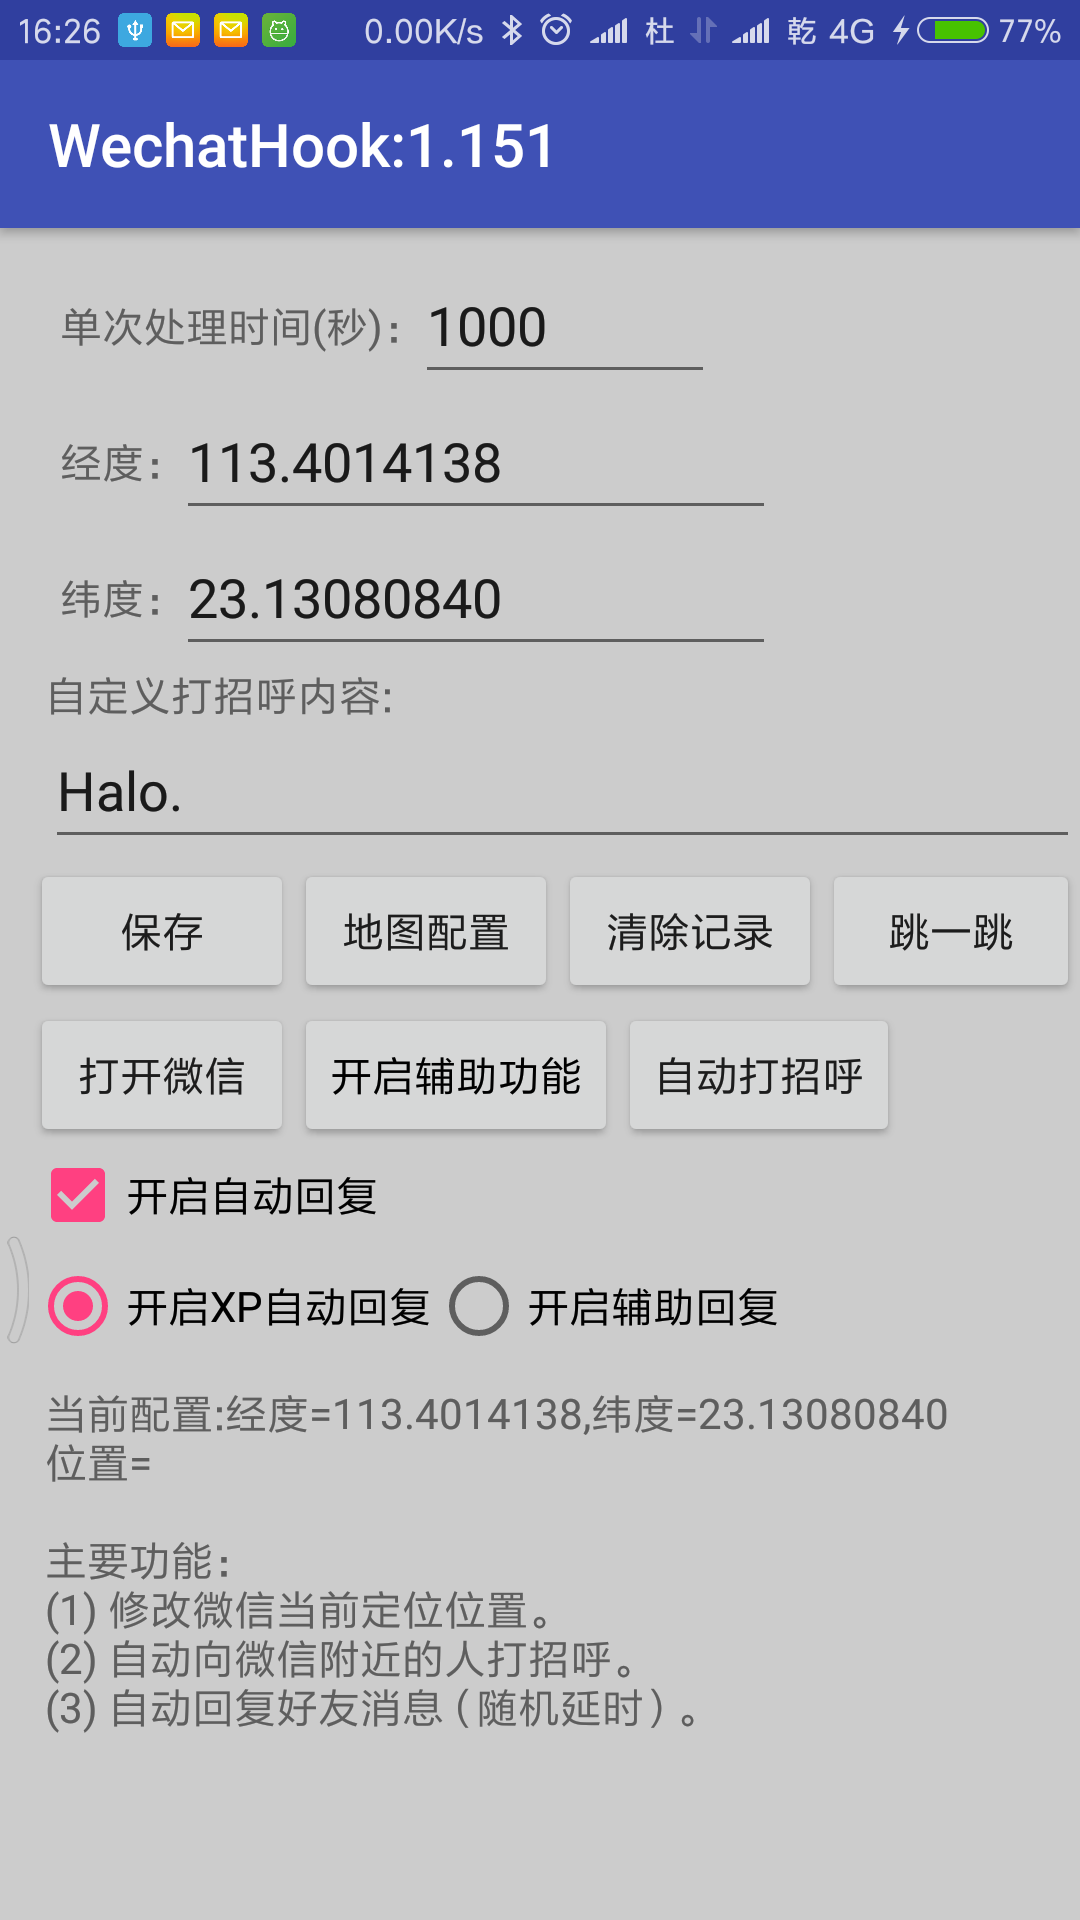 16:26 0.00K/s 杜 乾 4G 77%
WechatHook:1.151
单次处理时间(秒)：1000
经度：113.4014138
纬度：23.13080840
自定义打招呼内容:
Halo.
保存 地图配置 清除记录 跳一跳
打开微信 开启辅助功能 自动打招呼
开启自动回复
开启XP自动回复 开启辅助回复
当前配置:经度=113.4014138,纬度=23.13080840
位置=
主要功能：
(1) 修改微信当前定位位置。
(2) 自动向微信附近的人打招呼。
(3) 自动回复好友消息（随机延时）。